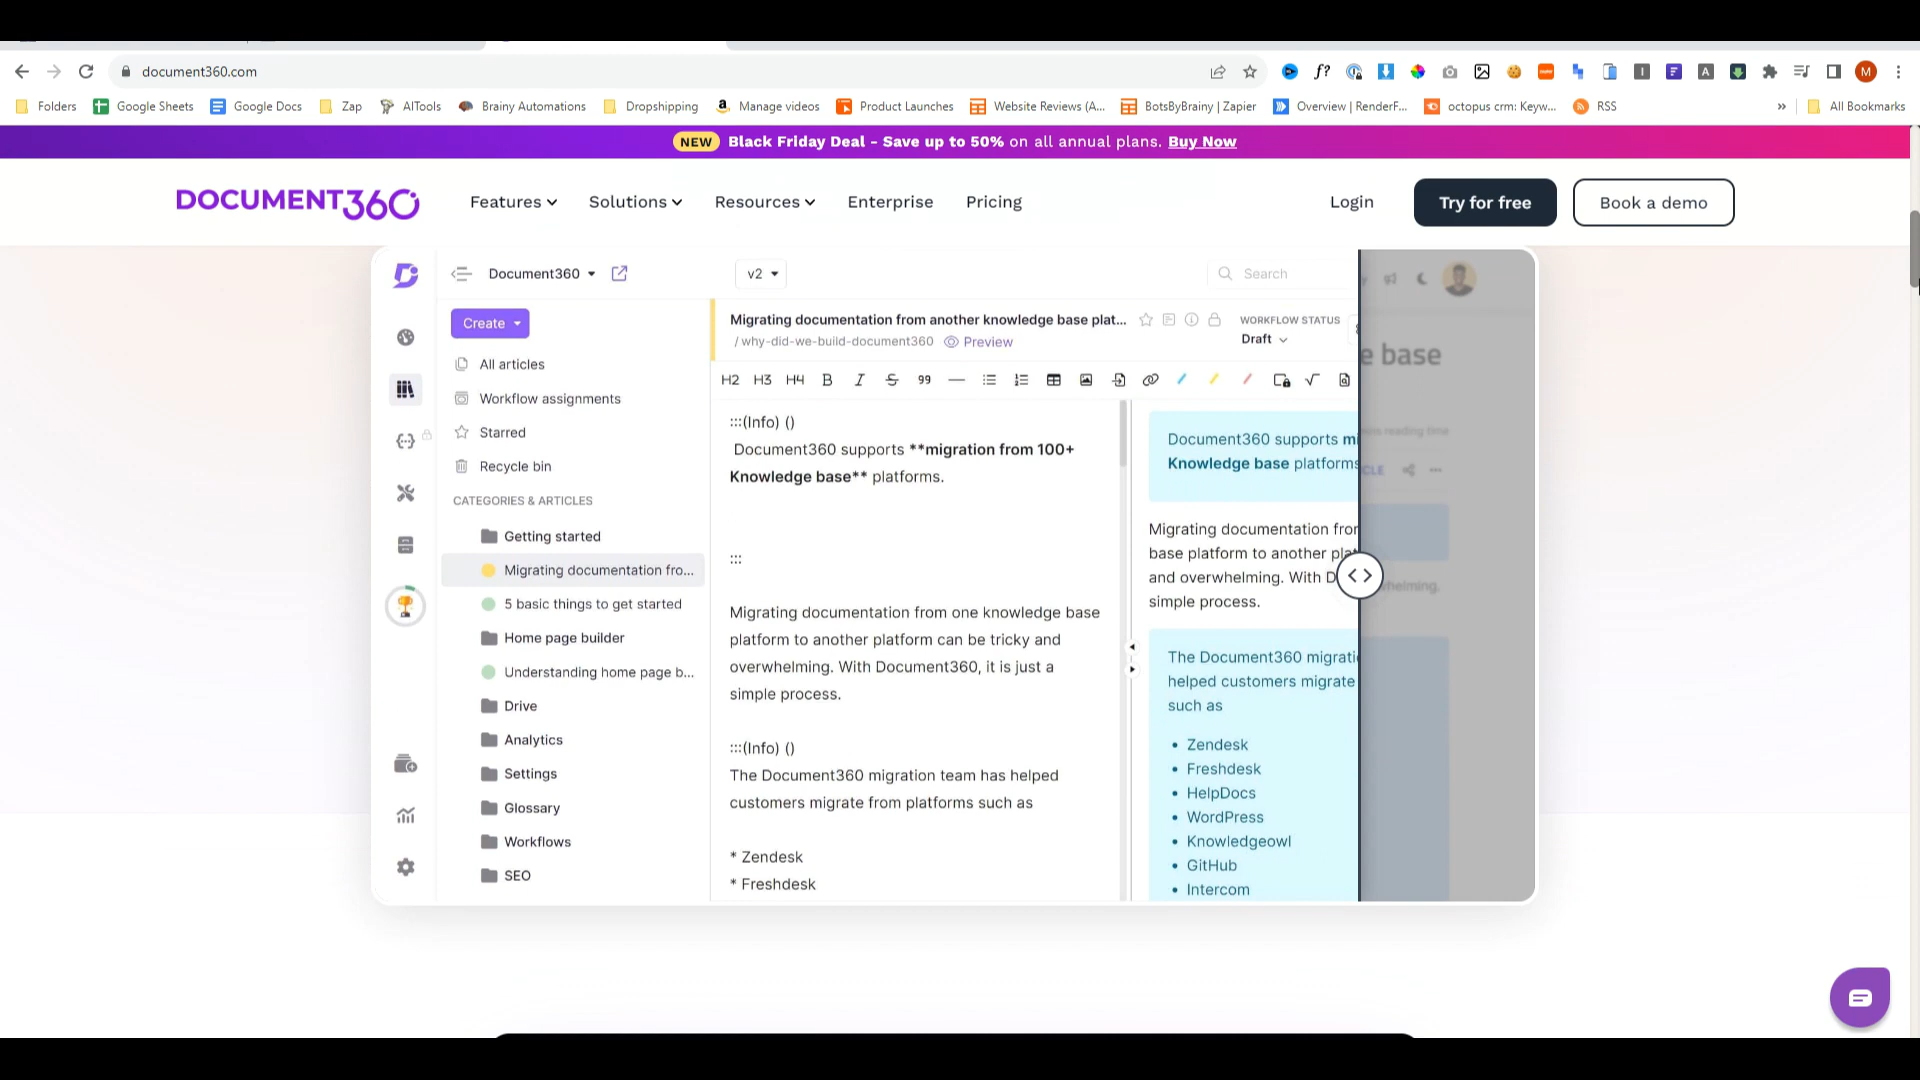 document360.com
Folders Google Sheets Google Docs Zap AITools Brainy Automations Dropshipping Manage videos Product Launches Website Reviews (A... BotsByBrainy | Zapier Overview | RenderF... octopus crm: Keyw... RSS » All Bookmarks
NEW Black Friday Deal - Save up to 50% on all annual plans. Buy Now
DOCUMENT360 Features Solutions Resources Enterprise Pricing Login Try for free Book a demo
Document360 v2 Search
Create
All articles
Workflow assignments
Starred
Recycle bin
CATEGORIES & ARTICLES
Getting started
Migrating documentation fro...
5 basic things to get started
Home page builder
Understanding home page b...
Drive
Analytics
Settings
Glossary
Workflows
SEO
Migrating documentation from another knowledge base plat...
/ why-did-we-build-document360 Preview
WORKFLOW STATUS
Draft
H2 H3 H4 B I S 99
:::(Info) ()
Document360 supports **migration from 100+
Knowledge base** platforms.
:::
Migrating documentation from one knowledge base
platform to another platform can be tricky and
overwhelming. With Document360, it is just a
simple process.
:::(Info) ()
The Document360 migration team has helped
customers migrate from platforms such as
* Zendesk
* Freshdesk
Document360 supports mi
Knowledge base platforms
Migrating documentation fror
base platform to another plat
and overwhelming. With D
simple process.
The Document360 migrati
helped customers migrate
such as
• Zendesk
• Freshdesk
• HelpDocs
• WordPress
• Knowledgeowl
• GitHub
• Intercom
e base
ins reading time
CLE
helming.